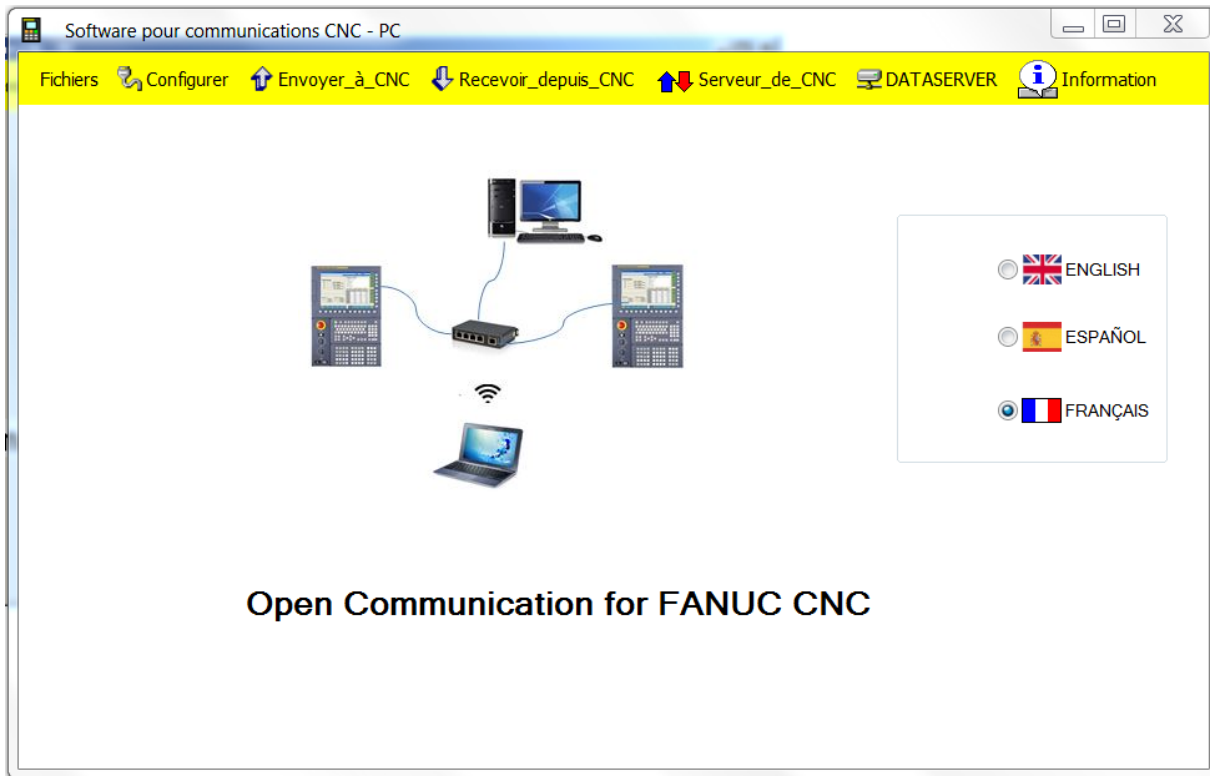 Software pour communications CNC - PC
Fichiers Configurer Envoyer_à_CNC Recevoir_depuis_CNC Serveur_de_CNC DATASERVER Information
ENGLISH
ESPAÑOL
FRANÇAIS
Open Communication for FANUC CNC